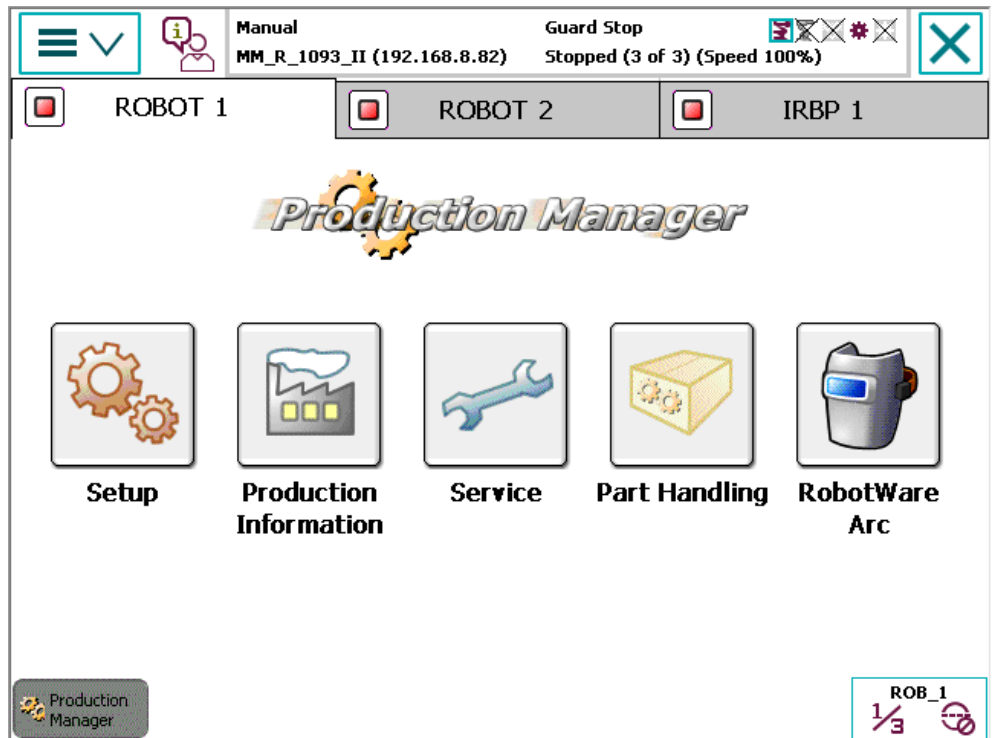 Manual
Guard Stop
MM_R_1093_II (192.168.8.82)
Stopped (3 of 3) (Speed 100%)
ROBOT 1
ROBOT 2
IRBP 1
Production Manager
Setup
Production
Information
Service
Part Handling
RobotWare
Arc
Production
Manager
ROB_1
1/3